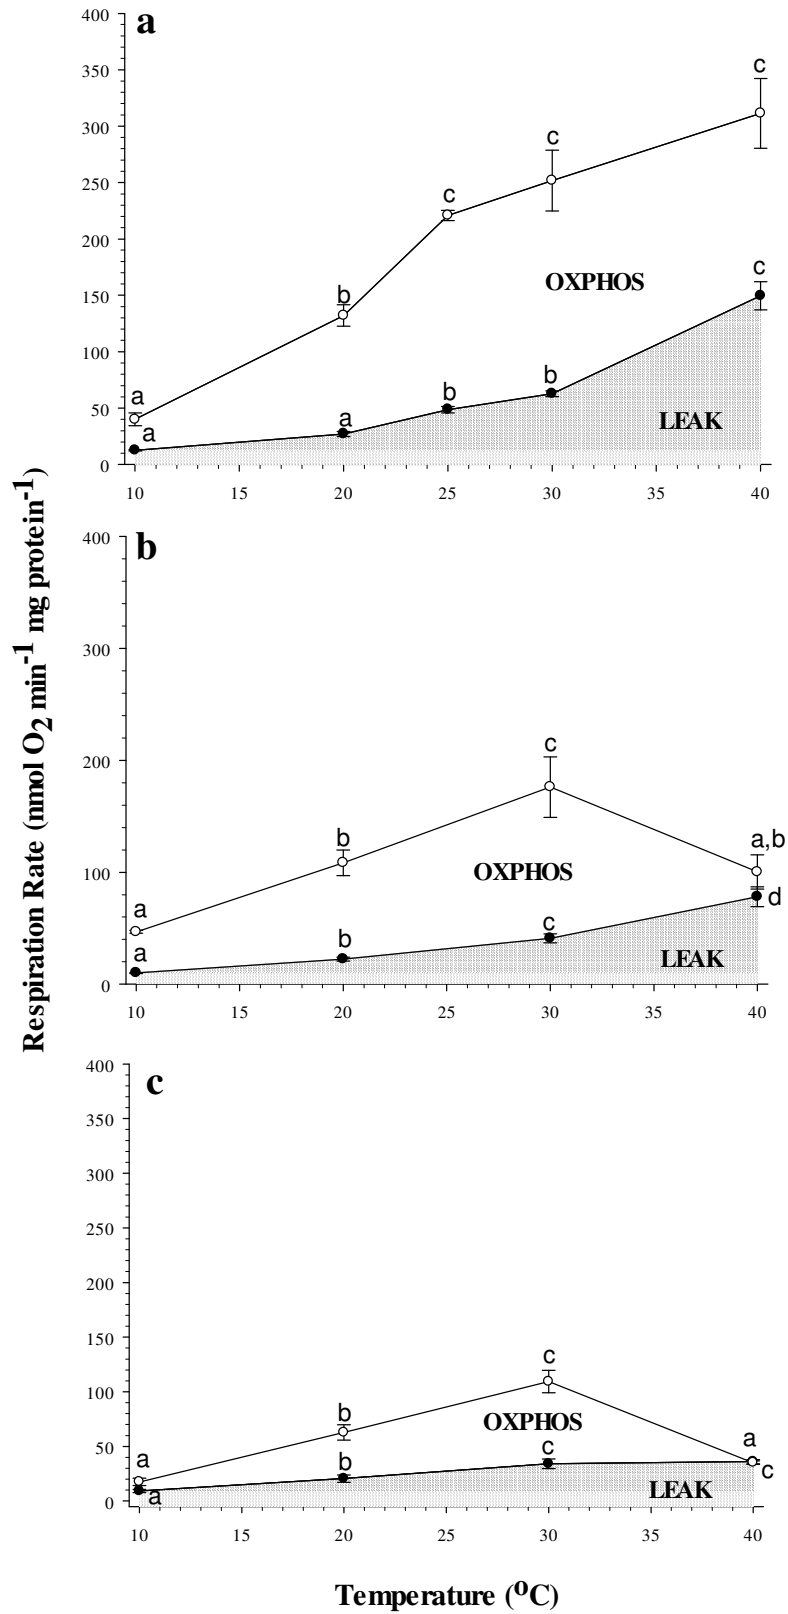 a
400
350
300
250
200
150
100
50
0
c
c
c
b
a
c
b
b
a
a
OXPHOS
LEAK
10 15 20 25 30 35 40
b
400
300
200
100
0
c
b
a
a,b
d
c
b
a
OXPHOS
LEAK
10 15 20 25 30 35 40
c
400
350
300
250
200
150
100
50
0
c
b
a
a
c
c
b
a
OXPHOS
LEAK
10 15 20 25 30 35 40
Respiration Rate (nmol O2 min-1 mg protein-1)
Temperature (oC)